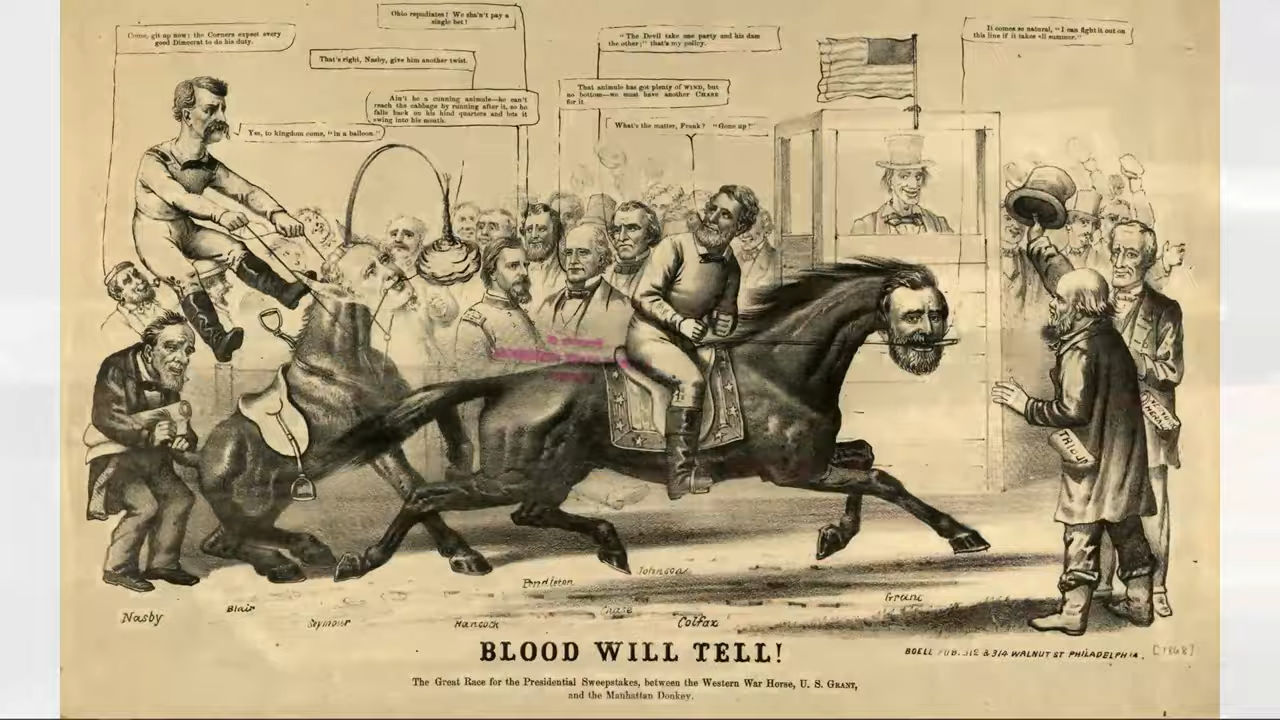 Come, git up now; the Corners expect every
good Dimocrat to do his duty.
Ohio repudiates! We sha'n't pay a
single bet!
That's right, Nasby, give him another twist.
Ain't he a cunning animule—he can't
reach the cabbage by running after it, so he
falls back on his hind quarters and lets it
swing into his mouth.
Yes, to kingdom come, "in a balloon."
"The Devil take one party and his dam
the other;" that's my policy.
That animule has got plenty of WIND, but
no bottom—we must have another CHASE
for it.
What's the matter, Frank? "Gone up!"
It comes so natural, "I can fight it out on
this line if it takes all summer."
Nasby
Blair
Seymour
Hancock
Pendleton
Chase
Johnson
Colfax
Grant
BLOOD WILL TELL!
The Great Race for the Presidential Sweepstakes, between the Western War Horse, U. S. GRANT,
and the Manhattan Donkey.
BOELL PUB. 312 & 314 WALNUT ST PHILADELPHIA.
[1868]